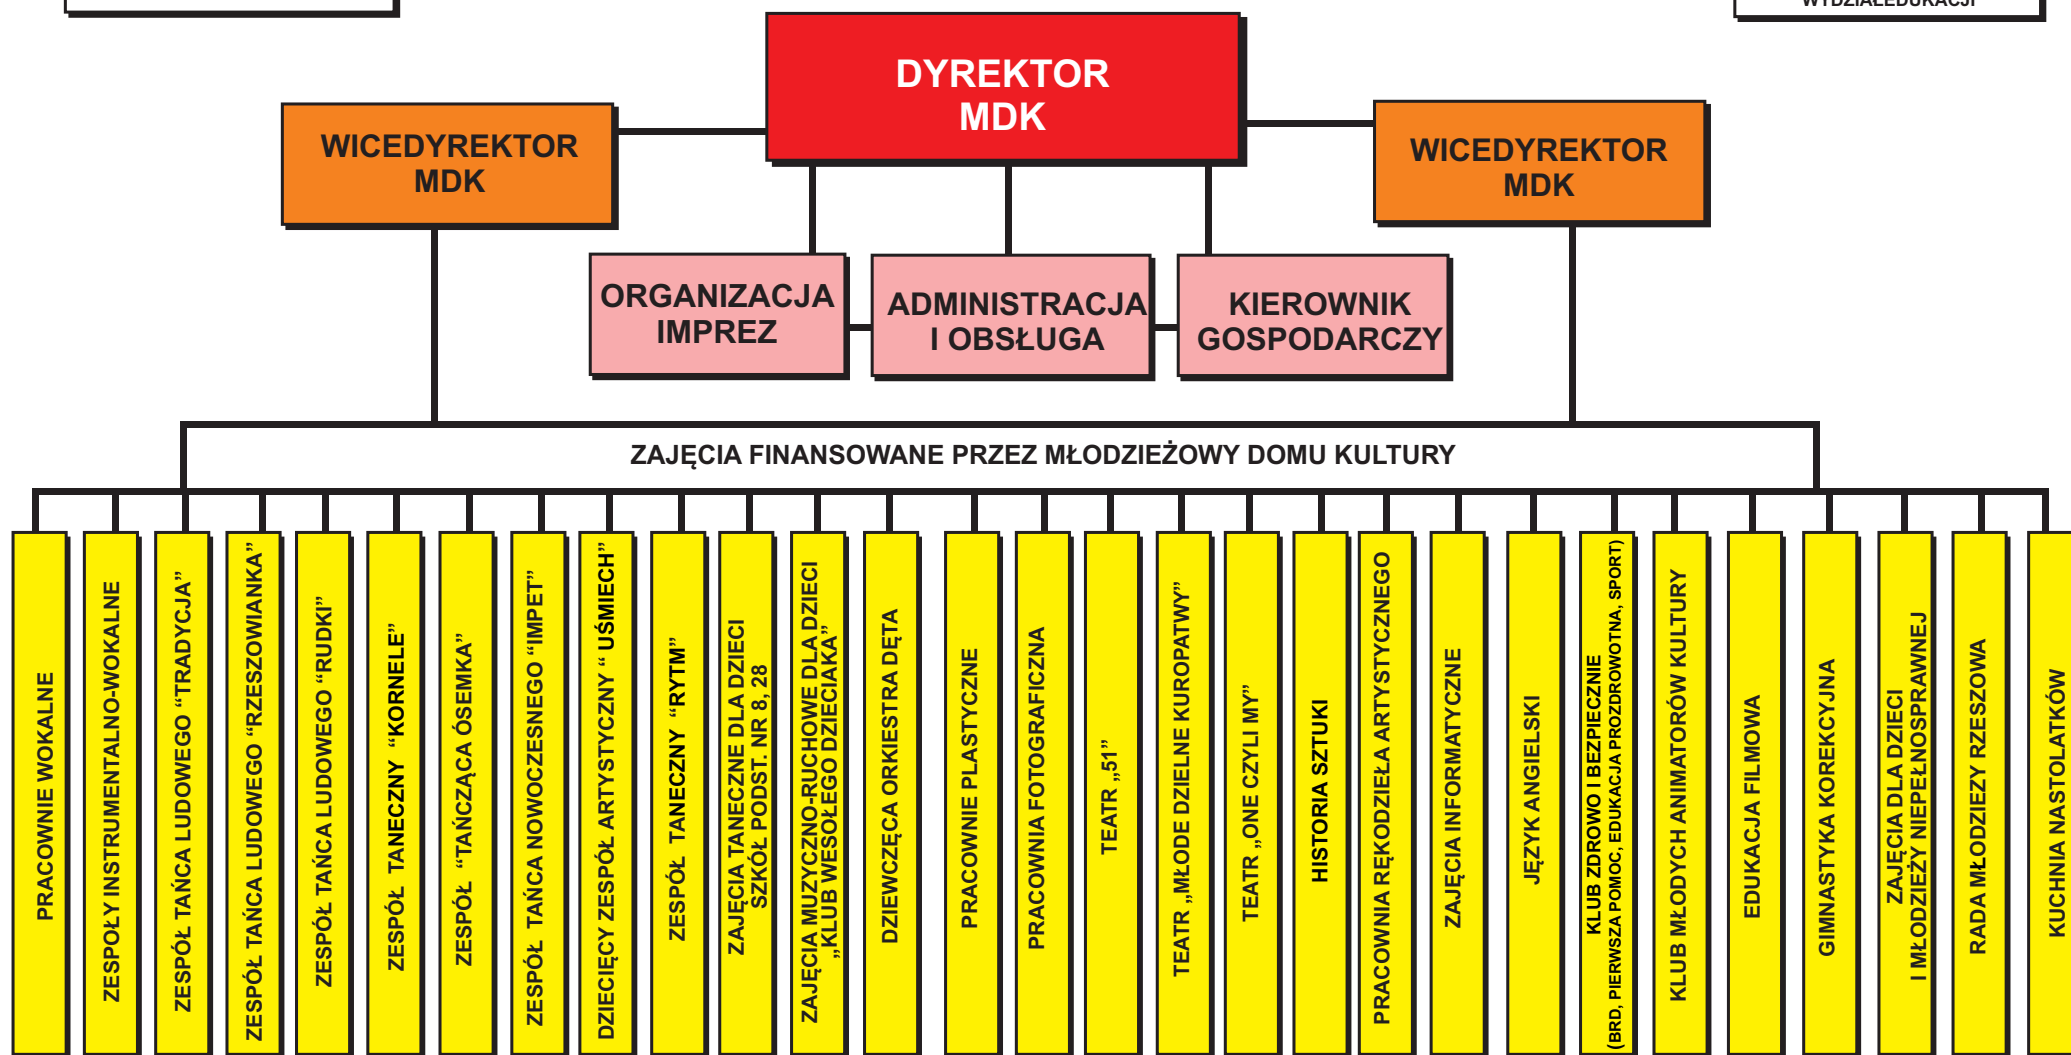 WYDZIAŁEDUKACJI
DYREKTOR
MDK
WICEDYREKTOR
MDK
WICEDYREKTOR
MDK
ORGANIZACJA
IMPREZ
ADMINISTRACJA
I OBSŁUGA
KIEROWNIK
GOSPODARCZY
ZAJĘCIA FINANSOWANE PRZEZ MŁODZIEŻOWY DOMU KULTURY
PRACOWNIE WOKALNE
ZESPOŁY INSTRUMENTALNO-WOKALNE
ZESPÓŁ TAŃCA LUDOWEGO “TRADYCJA”
ZESPÓŁ TAŃCA LUDOWEGO “RZESZOWIANKA”
ZESPÓŁ TAŃCA LUDOWEGO “RUDKI”
ZESPÓŁ TANECZNY “KORNELE”
ZESPÓŁ “TAŃCZĄCA ÓSEMKA”
ZESPÓŁ TAŃCA NOWOCZESNEGO “IMPET”
DZIECIĘCY ZESPÓŁ ARTYSTYCZNY “ UŚMIECH”
ZESPÓŁ TANECZNY “RYTM”
ZAJĘCIA TANECZNE DLA DZIECI
SZKÓŁ PODST. NR 8, 28
ZAJĘCIA MUZYCZNO-RUCHOWE DLA DZIECI
„KLUB WESOŁEGO DZIECIAKA”
DZIEWCZĘCA ORKIESTRA DĘTA
PRACOWNIE PLASTYCZNE
PRACOWNIA FOTOGRAFICZNA
TEATR „51”
TEATR „MŁODE DZIELNE KUROPATWY”
TEATR „ONE CZYLI MY”
HISTORIA SZTUKI
PRACOWNIA RĘKODZIEŁA ARTYSTYCZNEGO
ZAJĘCIA INFORMATYCZNE
JĘZYK ANGIELSKI
KLUB ZDROWO I BEZPIECZNIE
(BRD, PIERWSZA POMOC, EDUKACJA PROZDROWOTNA, SPORT)
KLUB MŁODYCH ANIMATORÓW KULTURY
EDUKACJA FILMOWA
GIMNASTYKA KOREKCYJNA
ZAJĘCIA DLA DZIECI
I MŁODZIEŻY NIEPEŁNOSPRAWNEJ
RADA MŁODZIEZY RZESZOWA
KUCHNIA NASTOLATKÓW